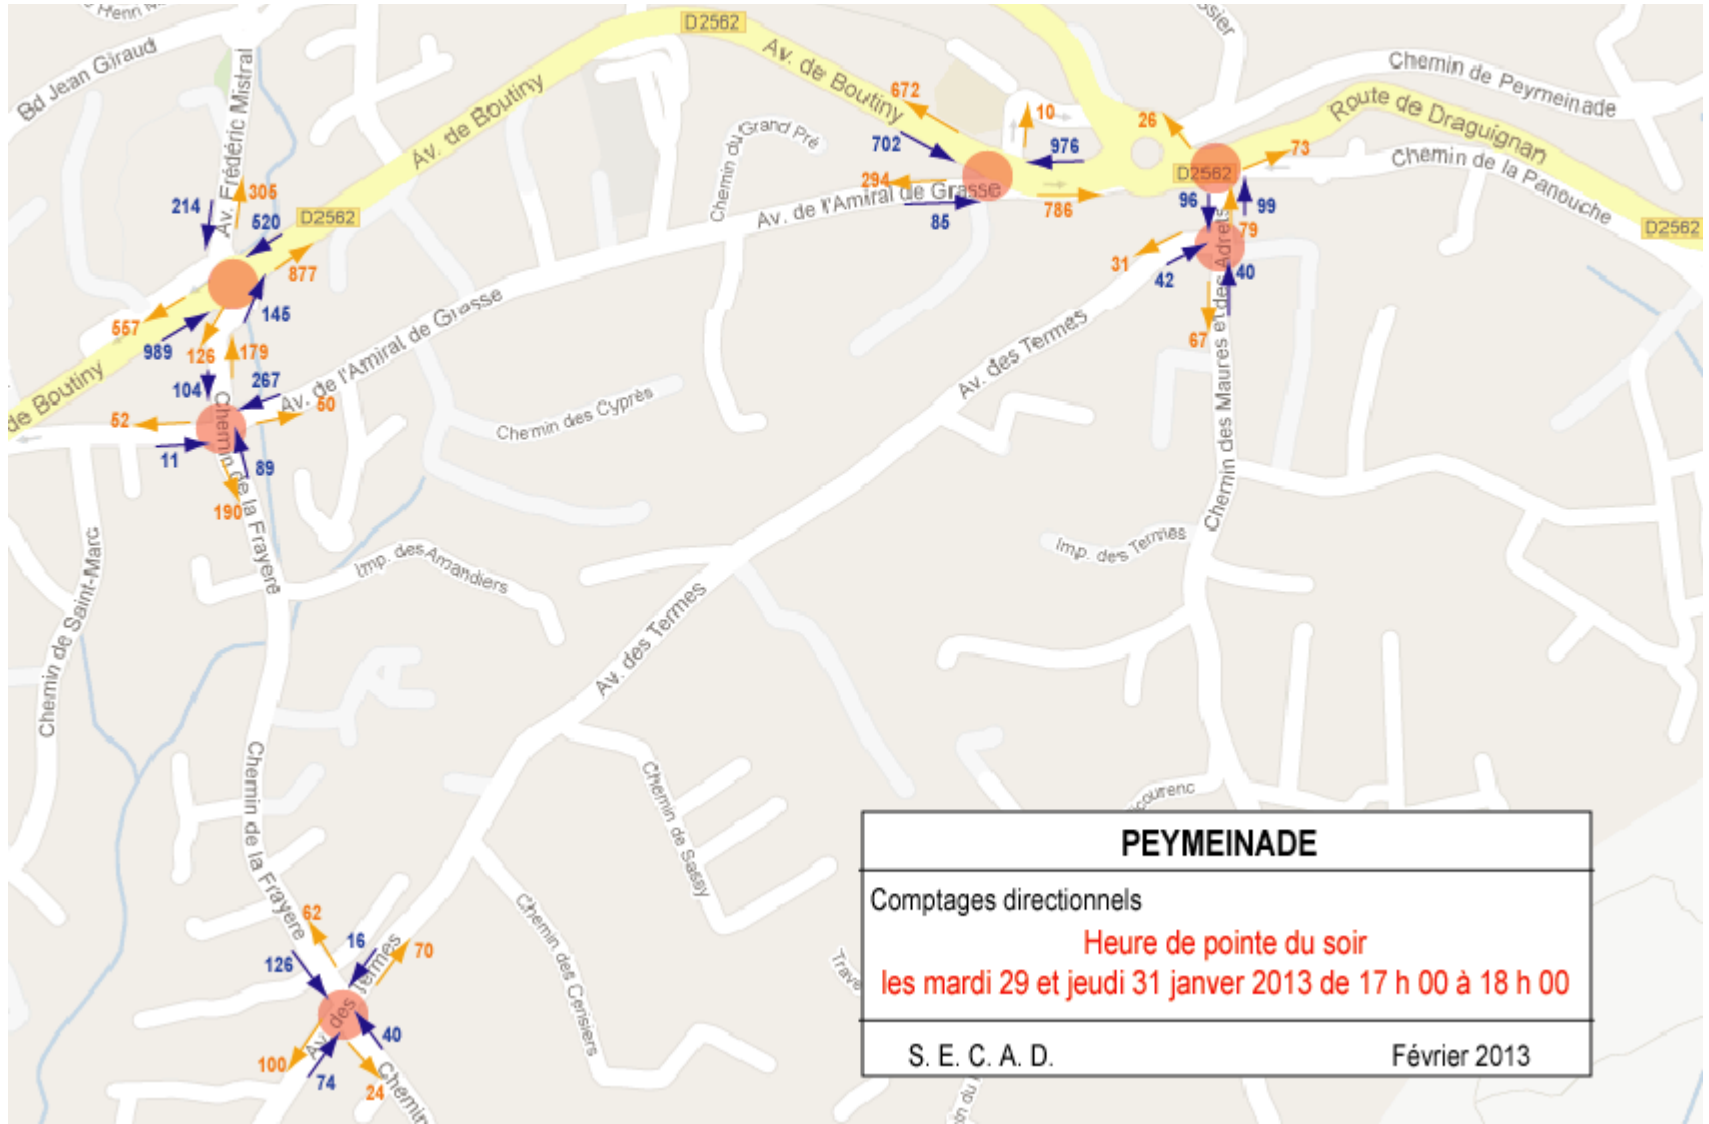 Bd Jean Giraud
Av. Frédéric Mistral
Av. de Boutiny
D2562
Av. de Boutiny
Chemin de Peymeinade
Route de Draguignan
Chemin de la Panouche
D2562
D2562
D2562
672
10
26
73
702
976
Chemin du Grand Pré
294
Av. de l'Amiral de Grasse
85
786
96
99
79
31
42
40
67
214
305
520
877
145
557
989
126
179
104
267
de Boutiny
Av. de l'Amiral de Grasse
52
50
11
89
190
Chemin des Cyprès
Av. des Termes
Chemin des Maures et des Adrets
Imp. des Termes
Chemin de la Frayere
Imp. des Amandiers
Chemin de Saint-Marc
Av. des Termes
Chemin de la Frayere
Chemin de Sassy
Chemin des Cerisiers
62
16
70
126
Av. des Termes
40
100
74
24
Chemin
PEYMEINADE
Comptages directionnels
Heure de pointe du soir
les mardi 29 et jeudi 31 janver 2013 de 17 h 00 à 18 h 00
S. E. C. A. D.
Février 2013